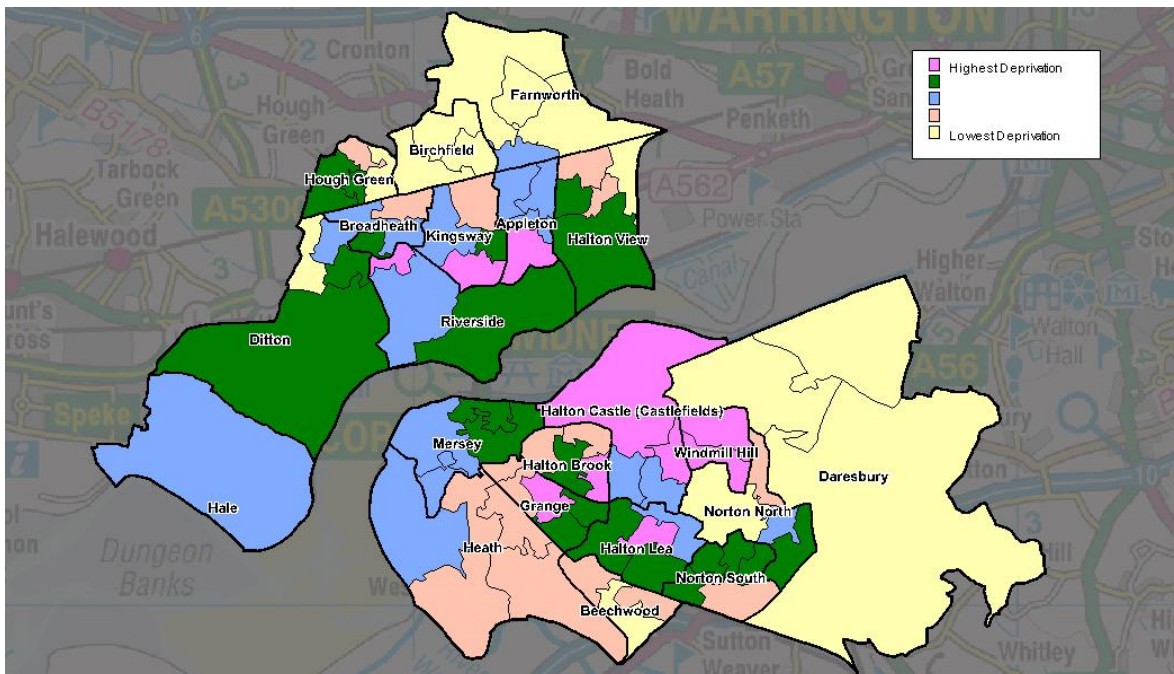 WARRINGTON
Cronton
Bold
Heath
A57
Penketh
Hough
Green
B5178
Tarbock
Green
A5300
Halewood
A562
Power Sta
Canal
Higher
Walton
Walton
Hall
A56
WIDNES
Speke
Dungeon
Banks
Sutton
Weaver
Whitley
Highest Deprivation
Lowest Deprivation
Farnworth
Birchfield
Hough Green
Broadheath
Kingsway
Appleton
Halton View
Riverside
Ditton
Hale
Halton Castle (Castlefields)
Mersey
Windmill Hill
Halton Brook
Daresbury
Grange
Norton North
Heath
Halton Lea
Norton South
Beechwood